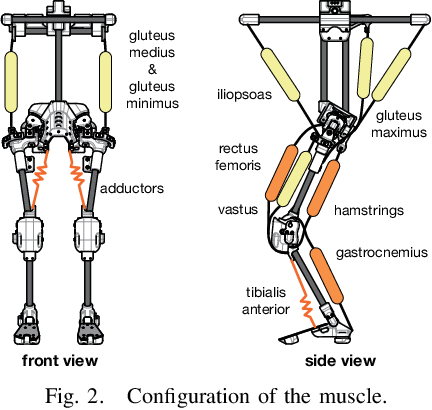 gluteus
medius
&
gluteus
minimus
adductors
front view
iliopsoas
gluteus
maximus
rectus
femoris
vastus
hamstrings
gastrocnemius
tibialis
anterior
side view
Fig. 2. Configuration of the muscle.